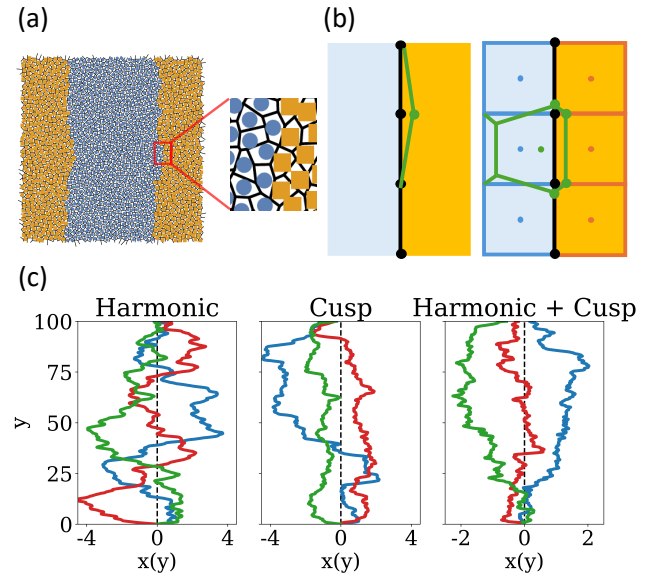 (a)
(b)
(c)
Harmonic
Cusp
Harmonic + Cusp
100
75
50
25
0
y
-4 0 4
-4 0 4
-2 0 2
x(y)
x(y)
x(y)